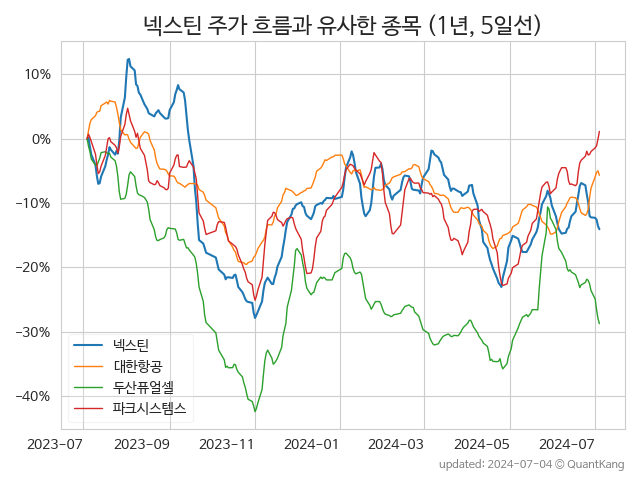 넥스틴 주가 흐름과 유사한 종목 (1년, 5일선)
10%
0%
−10%
−20%
−30%
−40%
넥스틴
대한항공
두산퓨얼셀
파크시스템스
2023-07 2023-09 2023-11 2024-01 2024-03 2024-05 2024-07
updated: 2024-07-04 © QuantKang